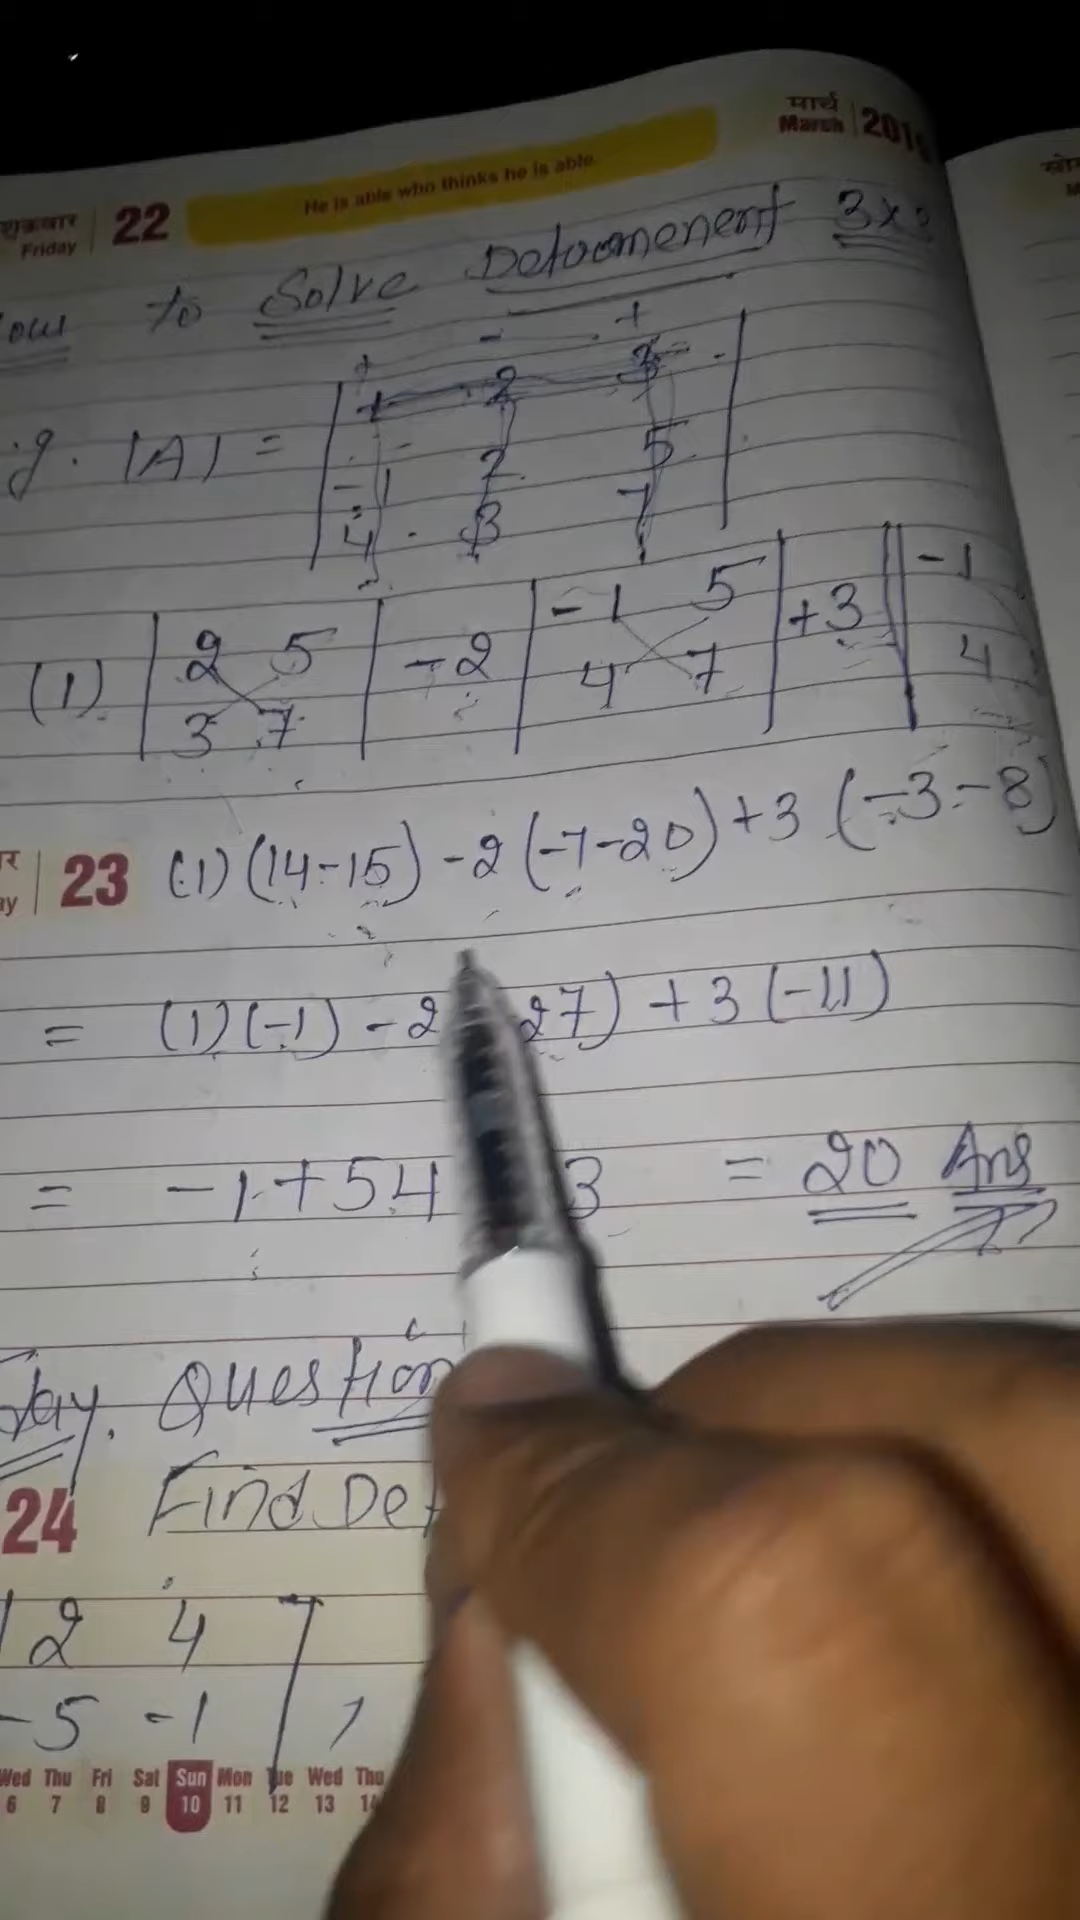 मार्च
March 201
शुक्रवार
Friday 22
He is able who thinks he is able.
to Solve Detoomenent 3x
+ - +
1 2 3
|A| = -1 2 5
4 3 7
(1) |2 5| -2 |-1 5| +3 |-1
3 7 4 7 4
23 (1)(14-15) -2(-7-20)+3(-3-8)
= (1)(-1) -2 27) +3(-11)
= -1+54 3 = 20 Ans
Question
24 Find Det
2 4
-5 -1 ,
Wed Thu Fri Sat Sun Mon Tue Wed Thu
6 7 8 9 10 11 12 13 14